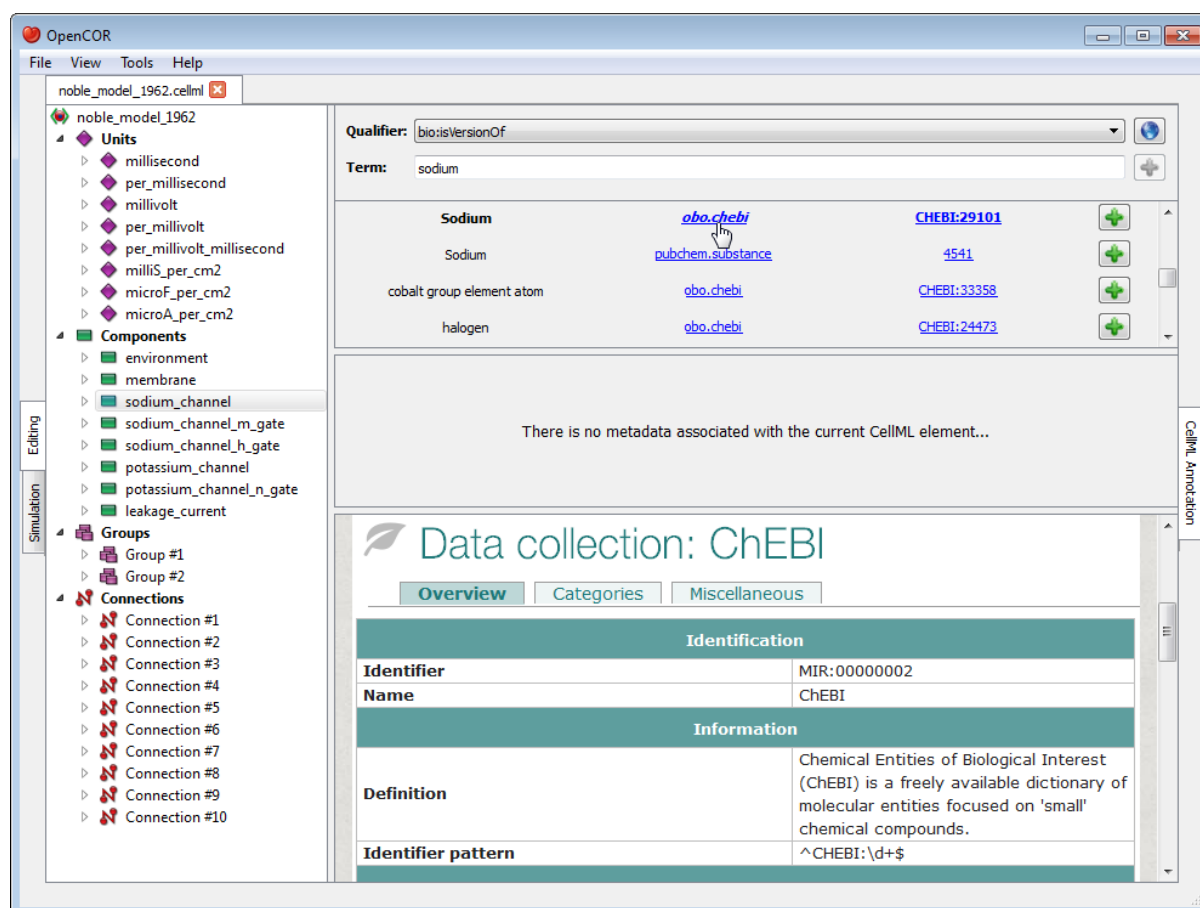 OpenCOR
File View Tools Help
noble_model_1962.cellml
noble_model_1962
Units
millisecond
per_millisecond
millivolt
per_millivolt
per_millivolt_millisecond
milliS_per_cm2
microF_per_cm2
microA_per_cm2
Components
environment
membrane
sodium_channel
sodium_channel_m_gate
sodium_channel_h_gate
potassium_channel
potassium_channel_n_gate
leakage_current
Groups
Group #1
Group #2
Connections
Connection #1
Connection #2
Connection #3
Connection #4
Connection #5
Connection #6
Connection #7
Connection #8
Connection #9
Connection #10
Editing
Simulation
Qualifier: bio:isVersionOf
Term: sodium
Sodium obo.chebi CHEBI:29101
Sodium pubchem.substance 4541
cobalt group element atom obo.chebi CHEBI:33358
halogen obo.chebi CHEBI:24473
There is no metadata associated with the current CellML element...
Data collection: ChEBI
Overview Categories Miscellaneous
Identification
Identifier MIR:00000002
Name ChEBI
Information
Definition
Chemical Entities of Biological Interest
(ChEBI) is a freely available dictionary of
molecular entities focused on 'small'
chemical compounds.
Identifier pattern ^CHEBI:\d+$
CellML Annotation